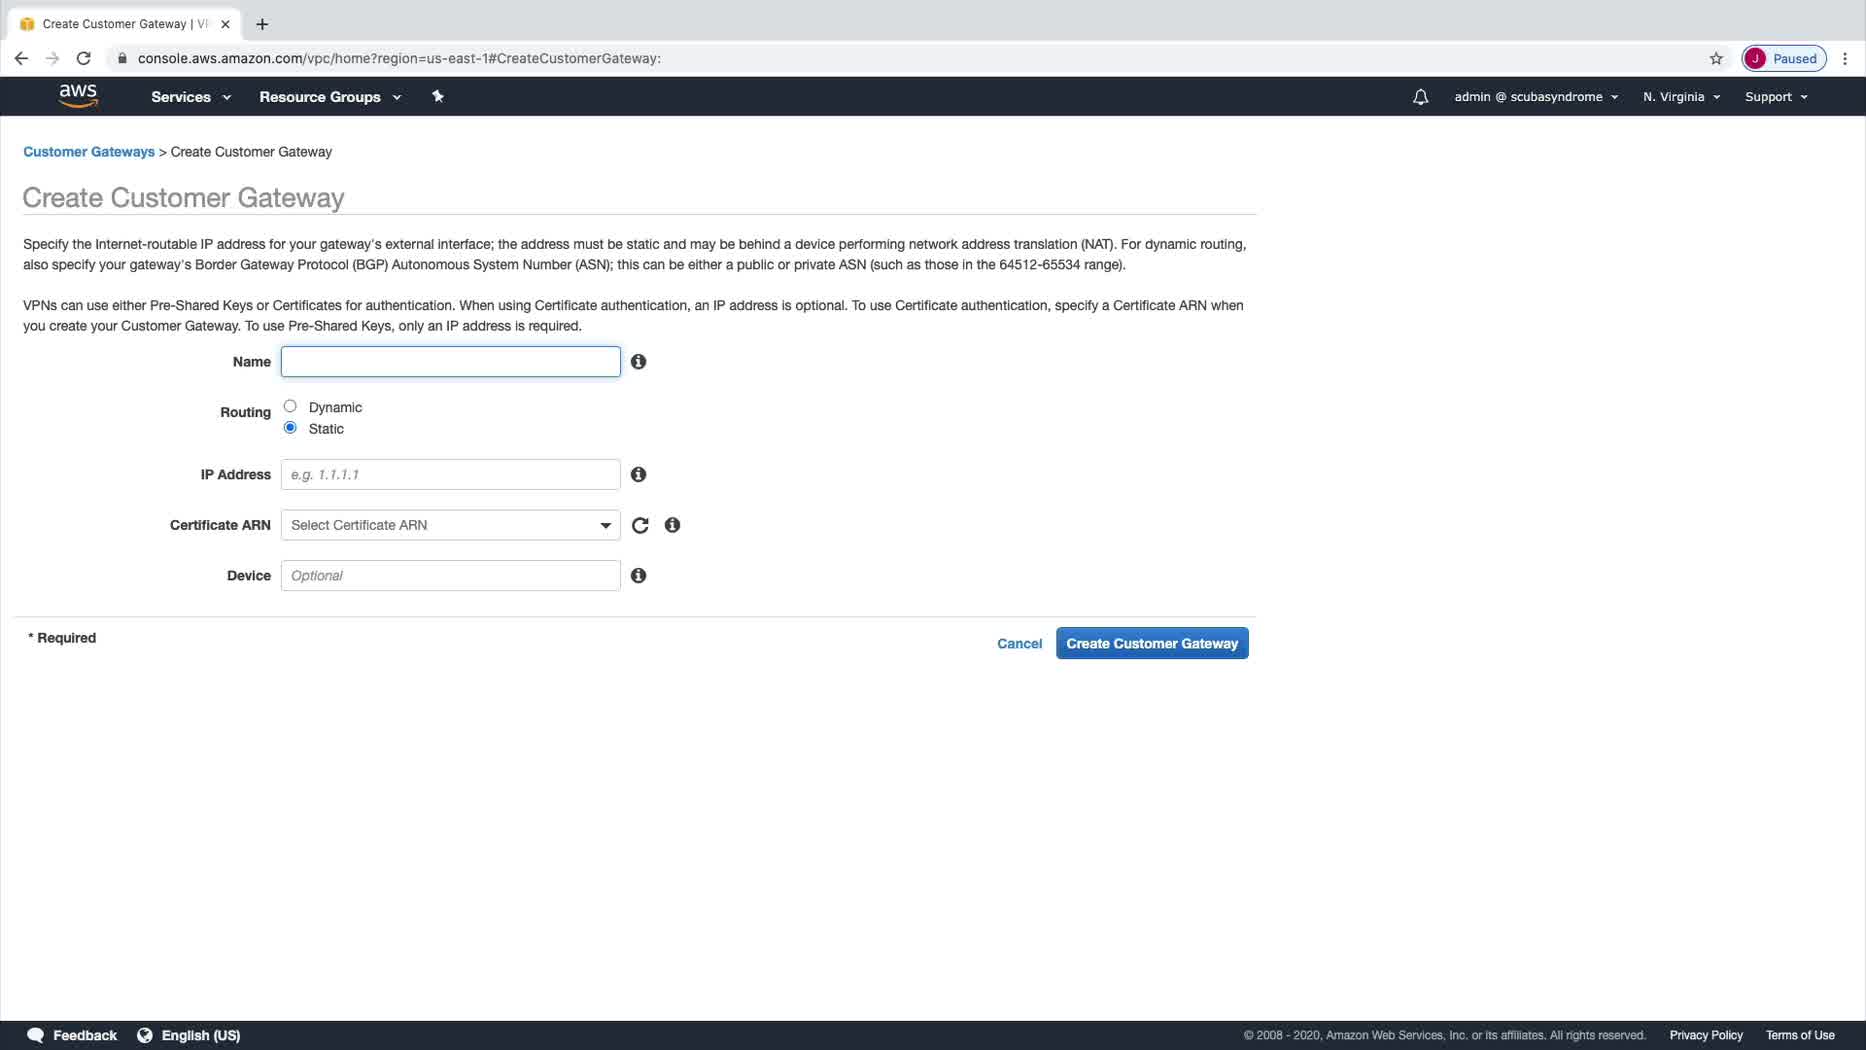 Create Customer Gateway | VP
console.aws.amazon.com/vpc/home?region=us-east-1#CreateCustomerGateway:
J Paused
aws Services Resource Groups admin @ scubasyndrome N. Virginia Support
Customer Gateways > Create Customer Gateway
Create Customer Gateway
Specify the Internet-routable IP address for your gateway's external interface; the address must be static and may be behind a device performing network address translation (NAT). For dynamic routing,
also specify your gateway's Border Gateway Protocol (BGP) Autonomous System Number (ASN); this can be either a public or private ASN (such as those in the 64512-65534 range).
VPNs can use either Pre-Shared Keys or Certificates for authentication. When using Certificate authentication, an IP address is optional. To use Certificate authentication, specify a Certificate ARN when
you create your Customer Gateway. To use Pre-Shared Keys, only an IP address is required.
Name
Routing Dynamic
Static
IP Address e.g. 1.1.1.1
Certificate ARN Select Certificate ARN
Device Optional
* Required
Cancel Create Customer Gateway
Feedback English (US) © 2008 - 2020, Amazon Web Services, Inc. or its affiliates. All rights reserved. Privacy Policy Terms of Use